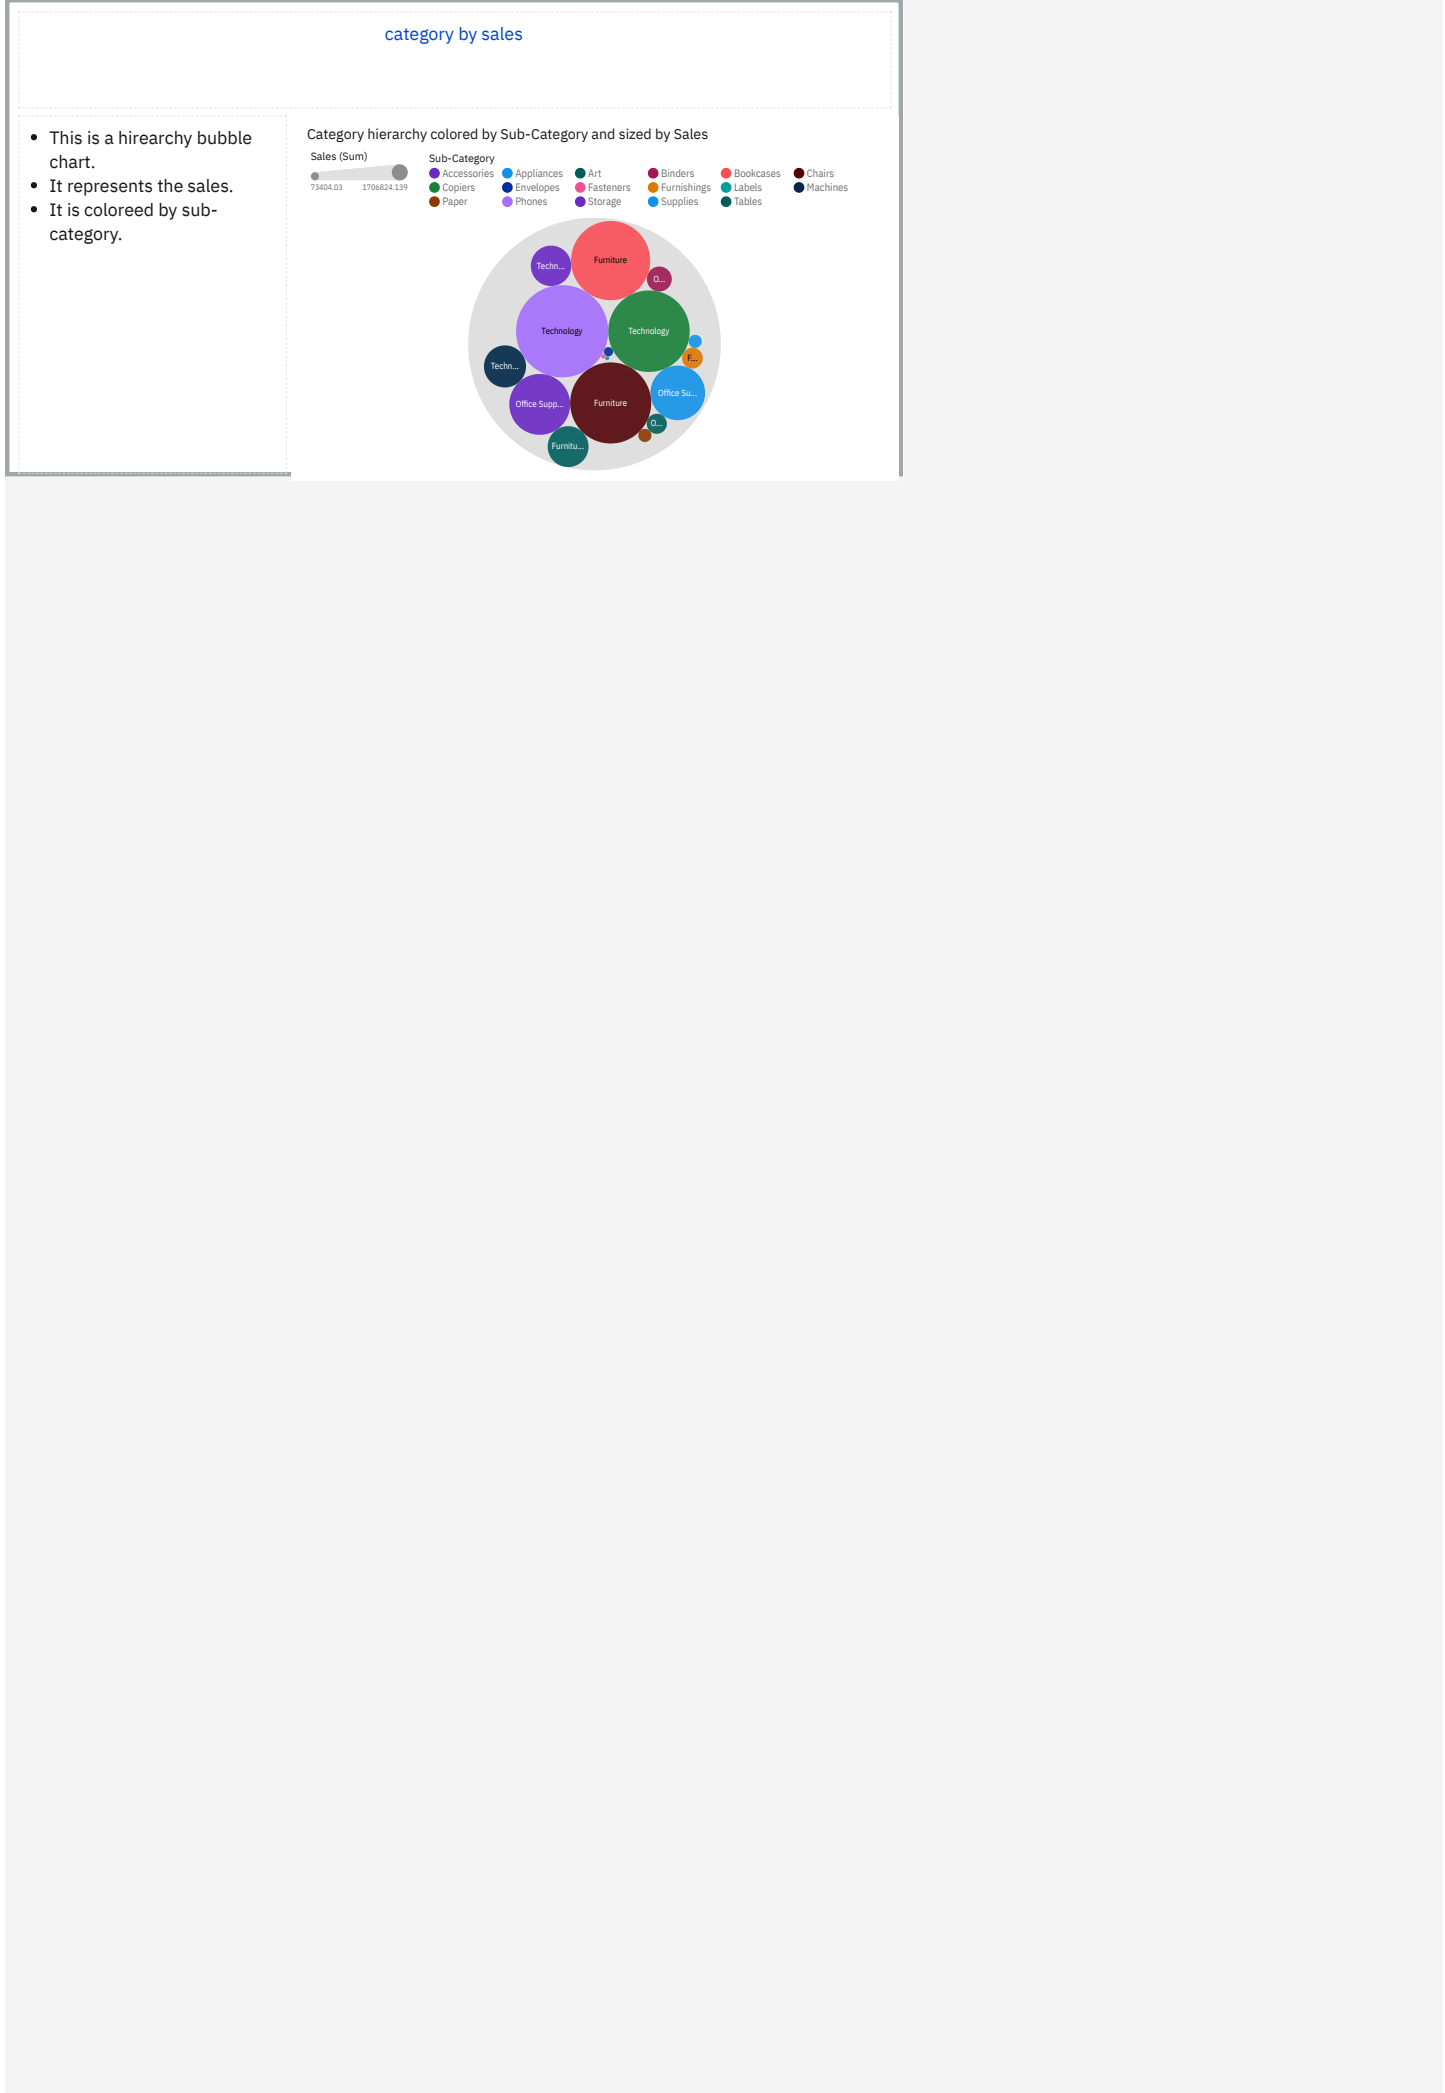 category by sales
This is a hirearchy bubble
chart.
It represents the sales.
It is coloreed by sub-
category.
Category hierarchy colored by Sub-Category and sized by Sales
Sales (Sum)
73404.03 1706824.139
Sub-Category
Accessories Appliances Art Binders Bookcases Chairs
Copiers Envelopes Fasteners Furnishings Labels Machines
Paper Phones Storage Supplies Tables
Furniture
Techn...
O...
Technology
Technology
F...
Techn...
Office Su...
Office Supp...
Furniture
O...
Furnitu...